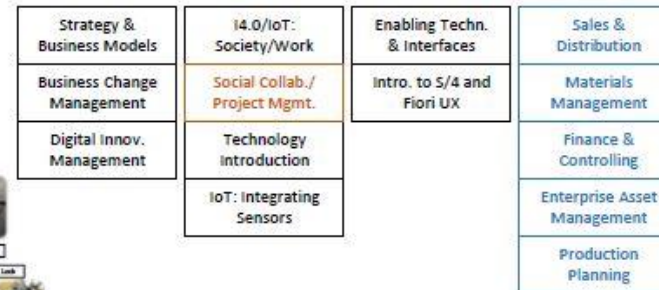 Strategy &
Business Models
Business Change
Management
Digital Innov.
Management
I4.0/IoT:
Society/Work
Social Collab./
Project Mgmt.
Technology
Introduction
IoT: Integrating
Sensors
Enabling Techn.
& Interfaces
Intro. to S/4 and
Fiori UX
Sales &
Distribution
Materials
Management
Finance &
Controlling
Enterprise Asset
Management
Production
Planning